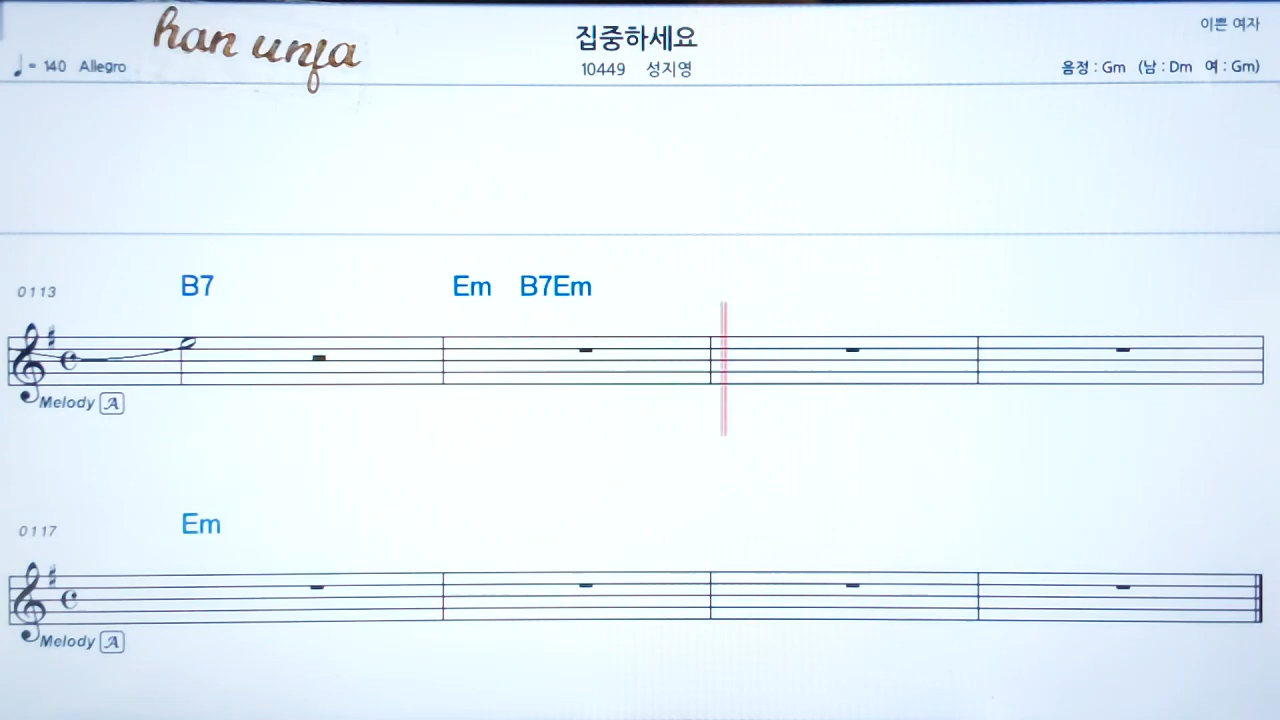 han unfa
집중하세요
이쁜 여자
♩= 140 Allegro
10449 성지영
음정 : Gm (남 : Dm 여 : Gm)
0113
B7
Em B7Em
Melody A
0117
Em
Melody A